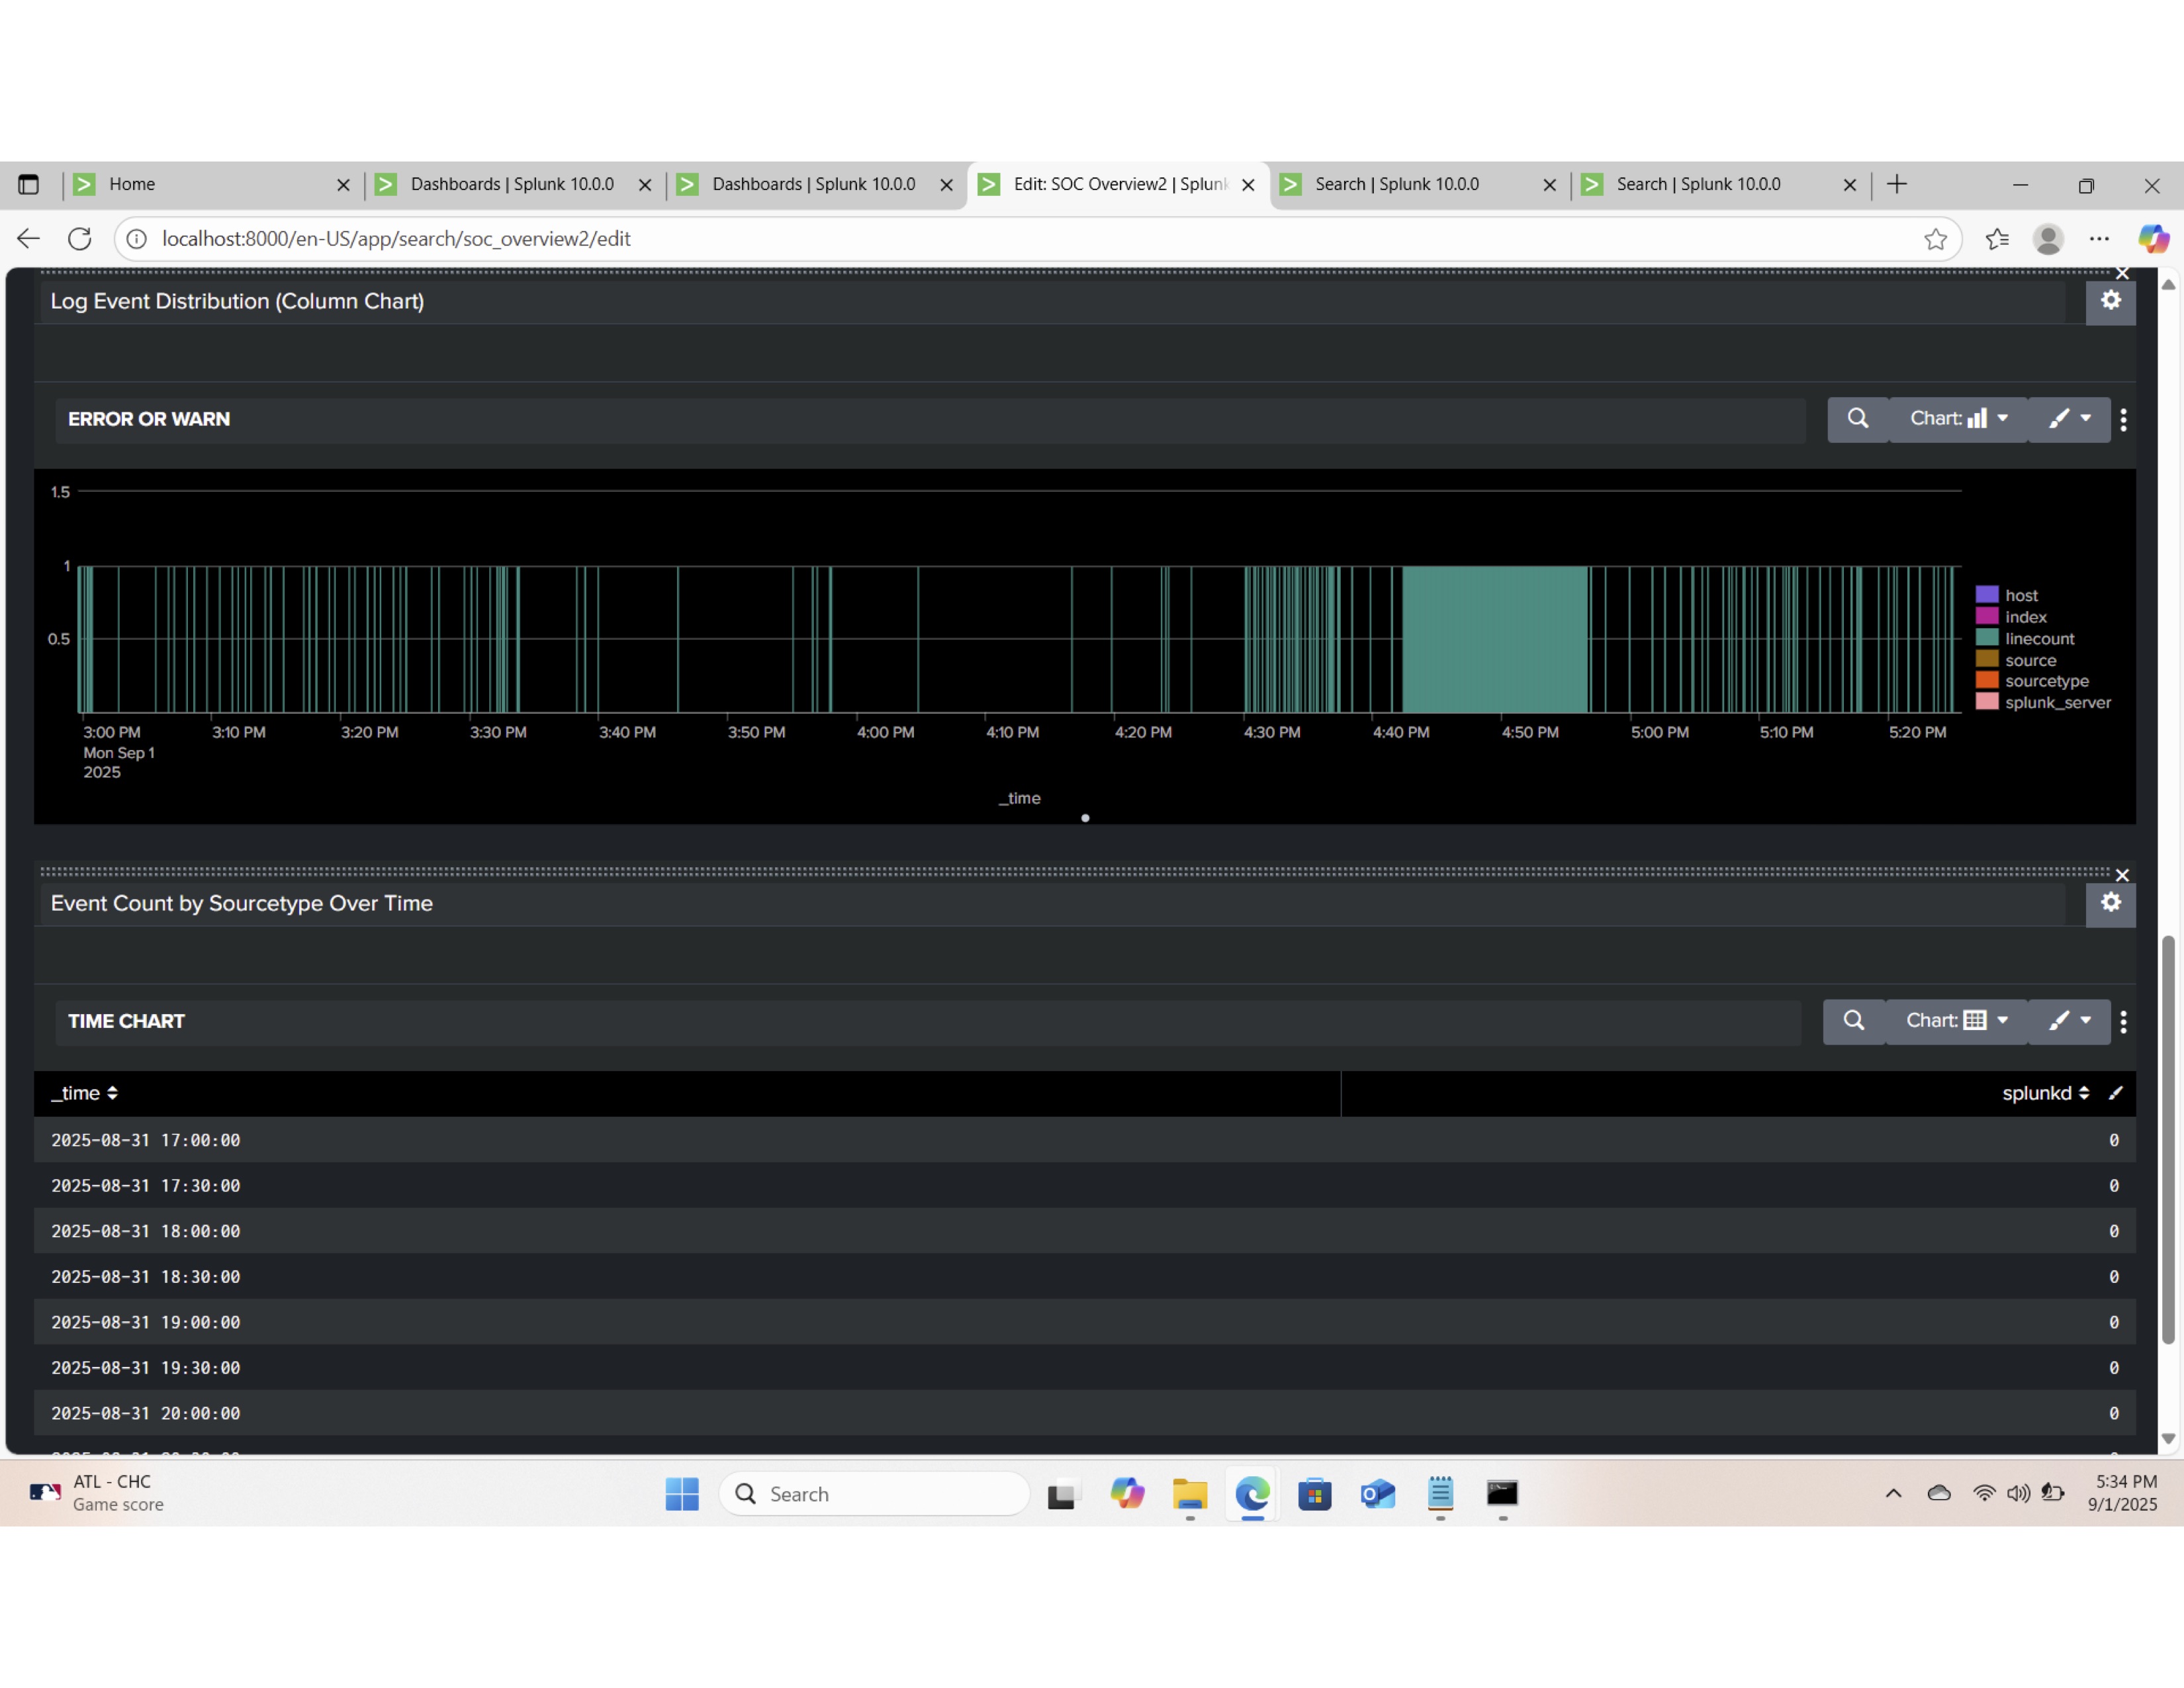 Home
Dashboards | Splunk 10.0.0
Dashboards | Splunk 10.0.0
Edit: SOC Overview2 | Splunk
Search | Splunk 10.0.0
Search | Splunk 10.0.0
localhost:8000/en-US/app/search/soc_overview2/edit
Log Event Distribution (Column Chart)
ERROR OR WARN
Chart:
1.5
1
0.5
3:00 PM
Mon Sep 1
2025
3:10 PM
3:20 PM
3:30 PM
3:40 PM
3:50 PM
4:00 PM
4:10 PM
4:20 PM
4:30 PM
4:40 PM
4:50 PM
5:00 PM
5:10 PM
5:20 PM
_time
host
index
linecount
source
sourcetype
splunk_server
Event Count by Sourcetype Over Time
TIME CHART
Chart:
_time splunkd
2025-08-31 17:00:00 0
2025-08-31 17:30:00 0
2025-08-31 18:00:00 0
2025-08-31 18:30:00 0
2025-08-31 19:00:00 0
2025-08-31 19:30:00 0
2025-08-31 20:00:00 0
ATL - CHC
Game score
Search
5:34 PM
9/1/2025